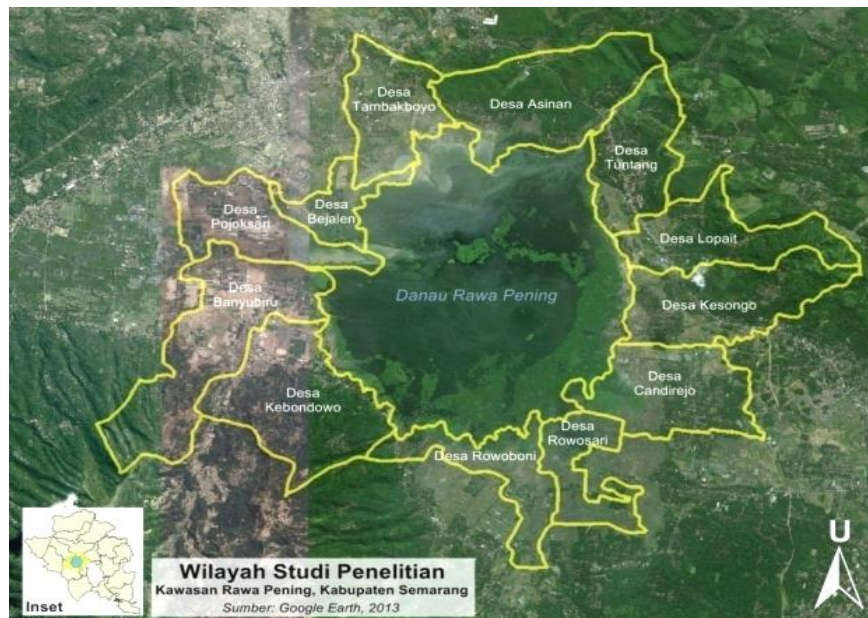 Desa
Tambakboyo
Desa Asinan
Desa
Tuntang
Desa
Pojoksari
Desa
Bejalen
Desa Lopait
Desa
Banyubiru
Danau Rawa Pening
Desa Kesongo
Desa
Candirejo
Desa
Kebondowo
Desa
Rowosari
Desa Rowoboni
U
Wilayah Studi Penelitian
Kawasan Rawa Pening, Kabupaten Semarang
Sumber: Google Earth, 2013
Inset